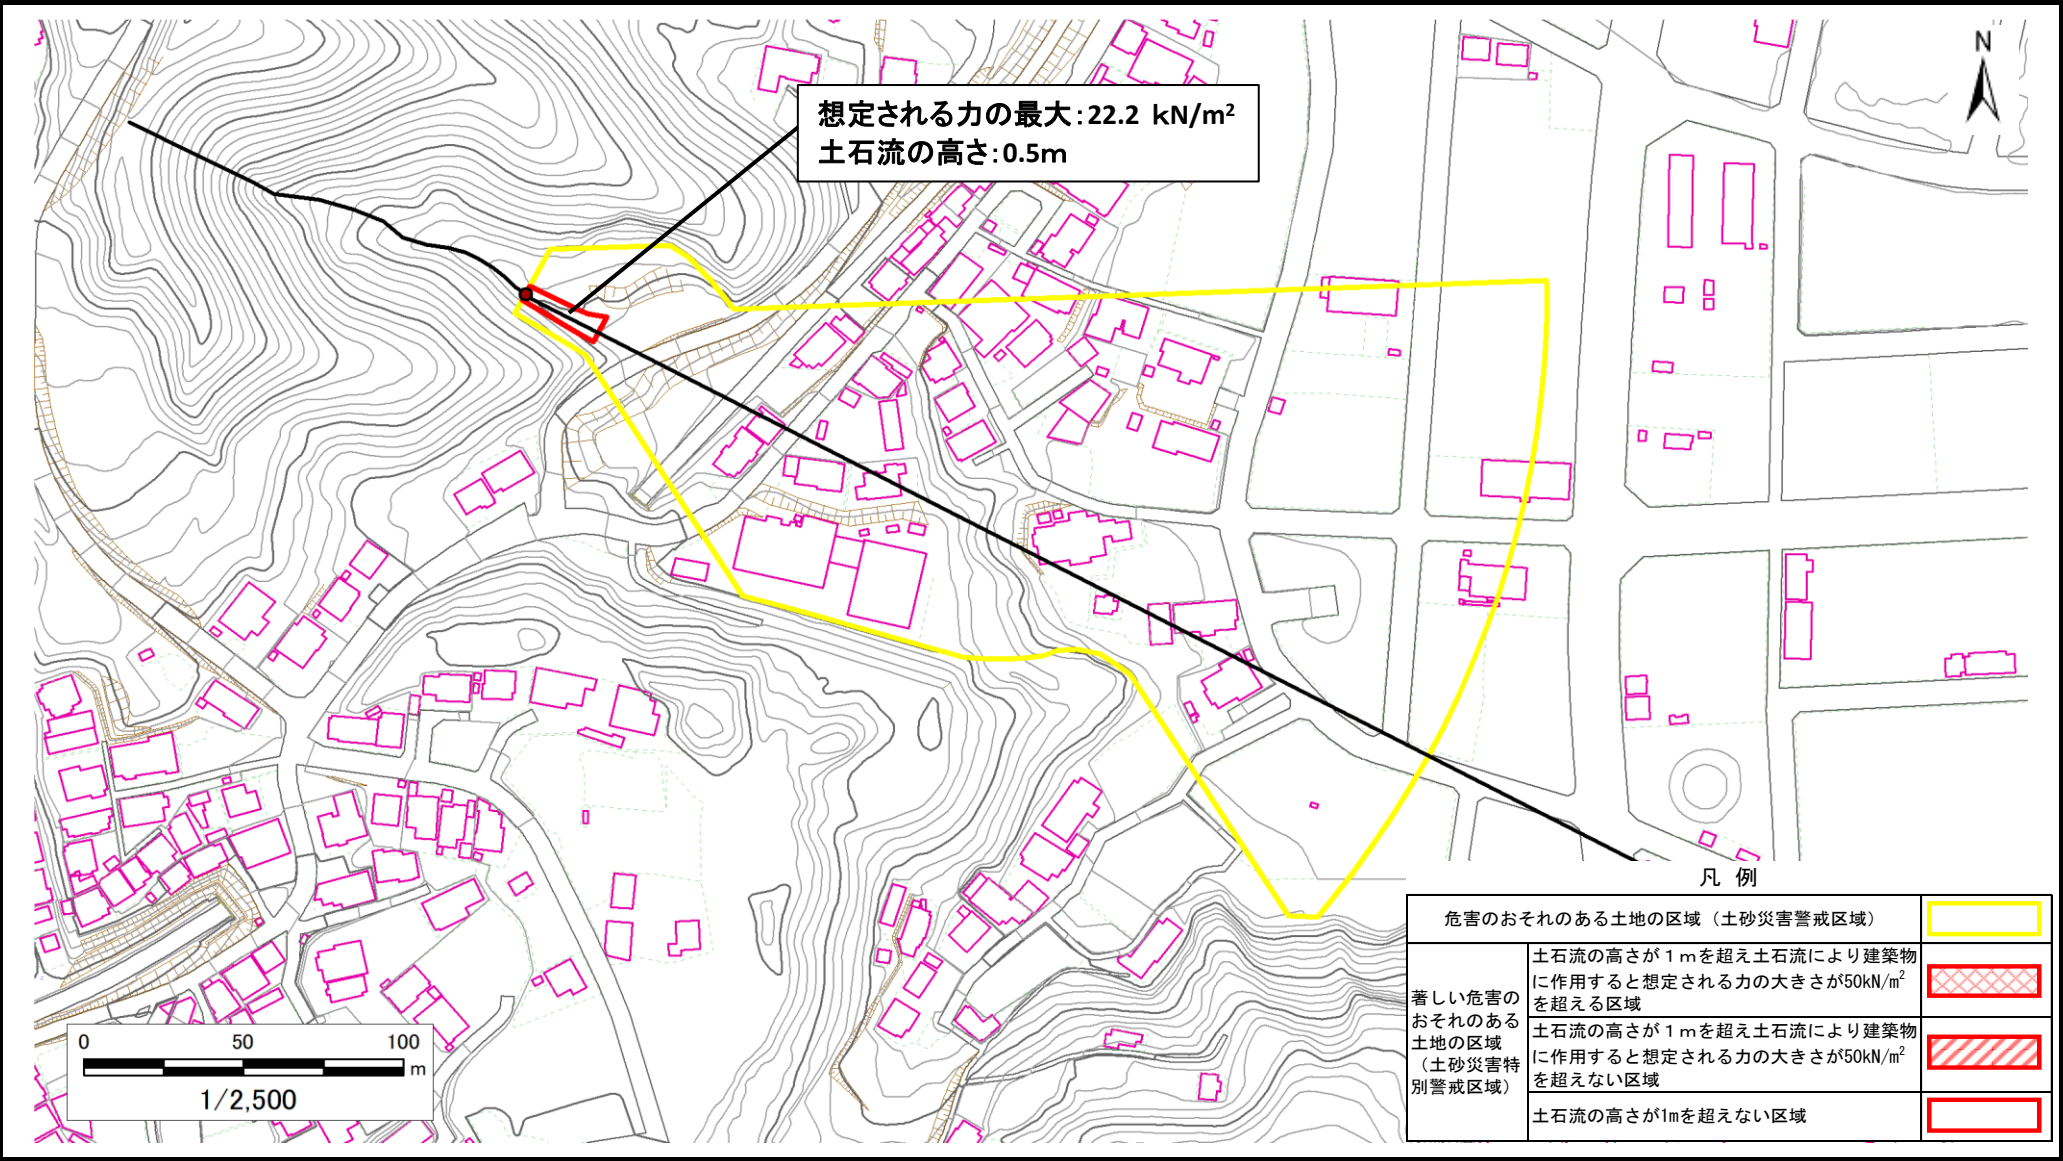 N
想定される力の最大:22.2 kN/m²
土石流の高さ:0.5m
凡 例
危害のおそれのある土地の区域（土砂災害警戒区域）
著しい危害の
おそれのある
土地の区域
（土砂災害特
別警戒区域）
土石流の高さが１ｍを超え土石流により建築物
に作用すると想定される力の大きさが50kN/㎡
を超える区域
土石流の高さが１ｍを超え土石流により建築物
に作用すると想定される力の大きさが50kN/㎡
を超えない区域
土石流の高さが1mを超えない区域
0 50 100
m
1/2,500